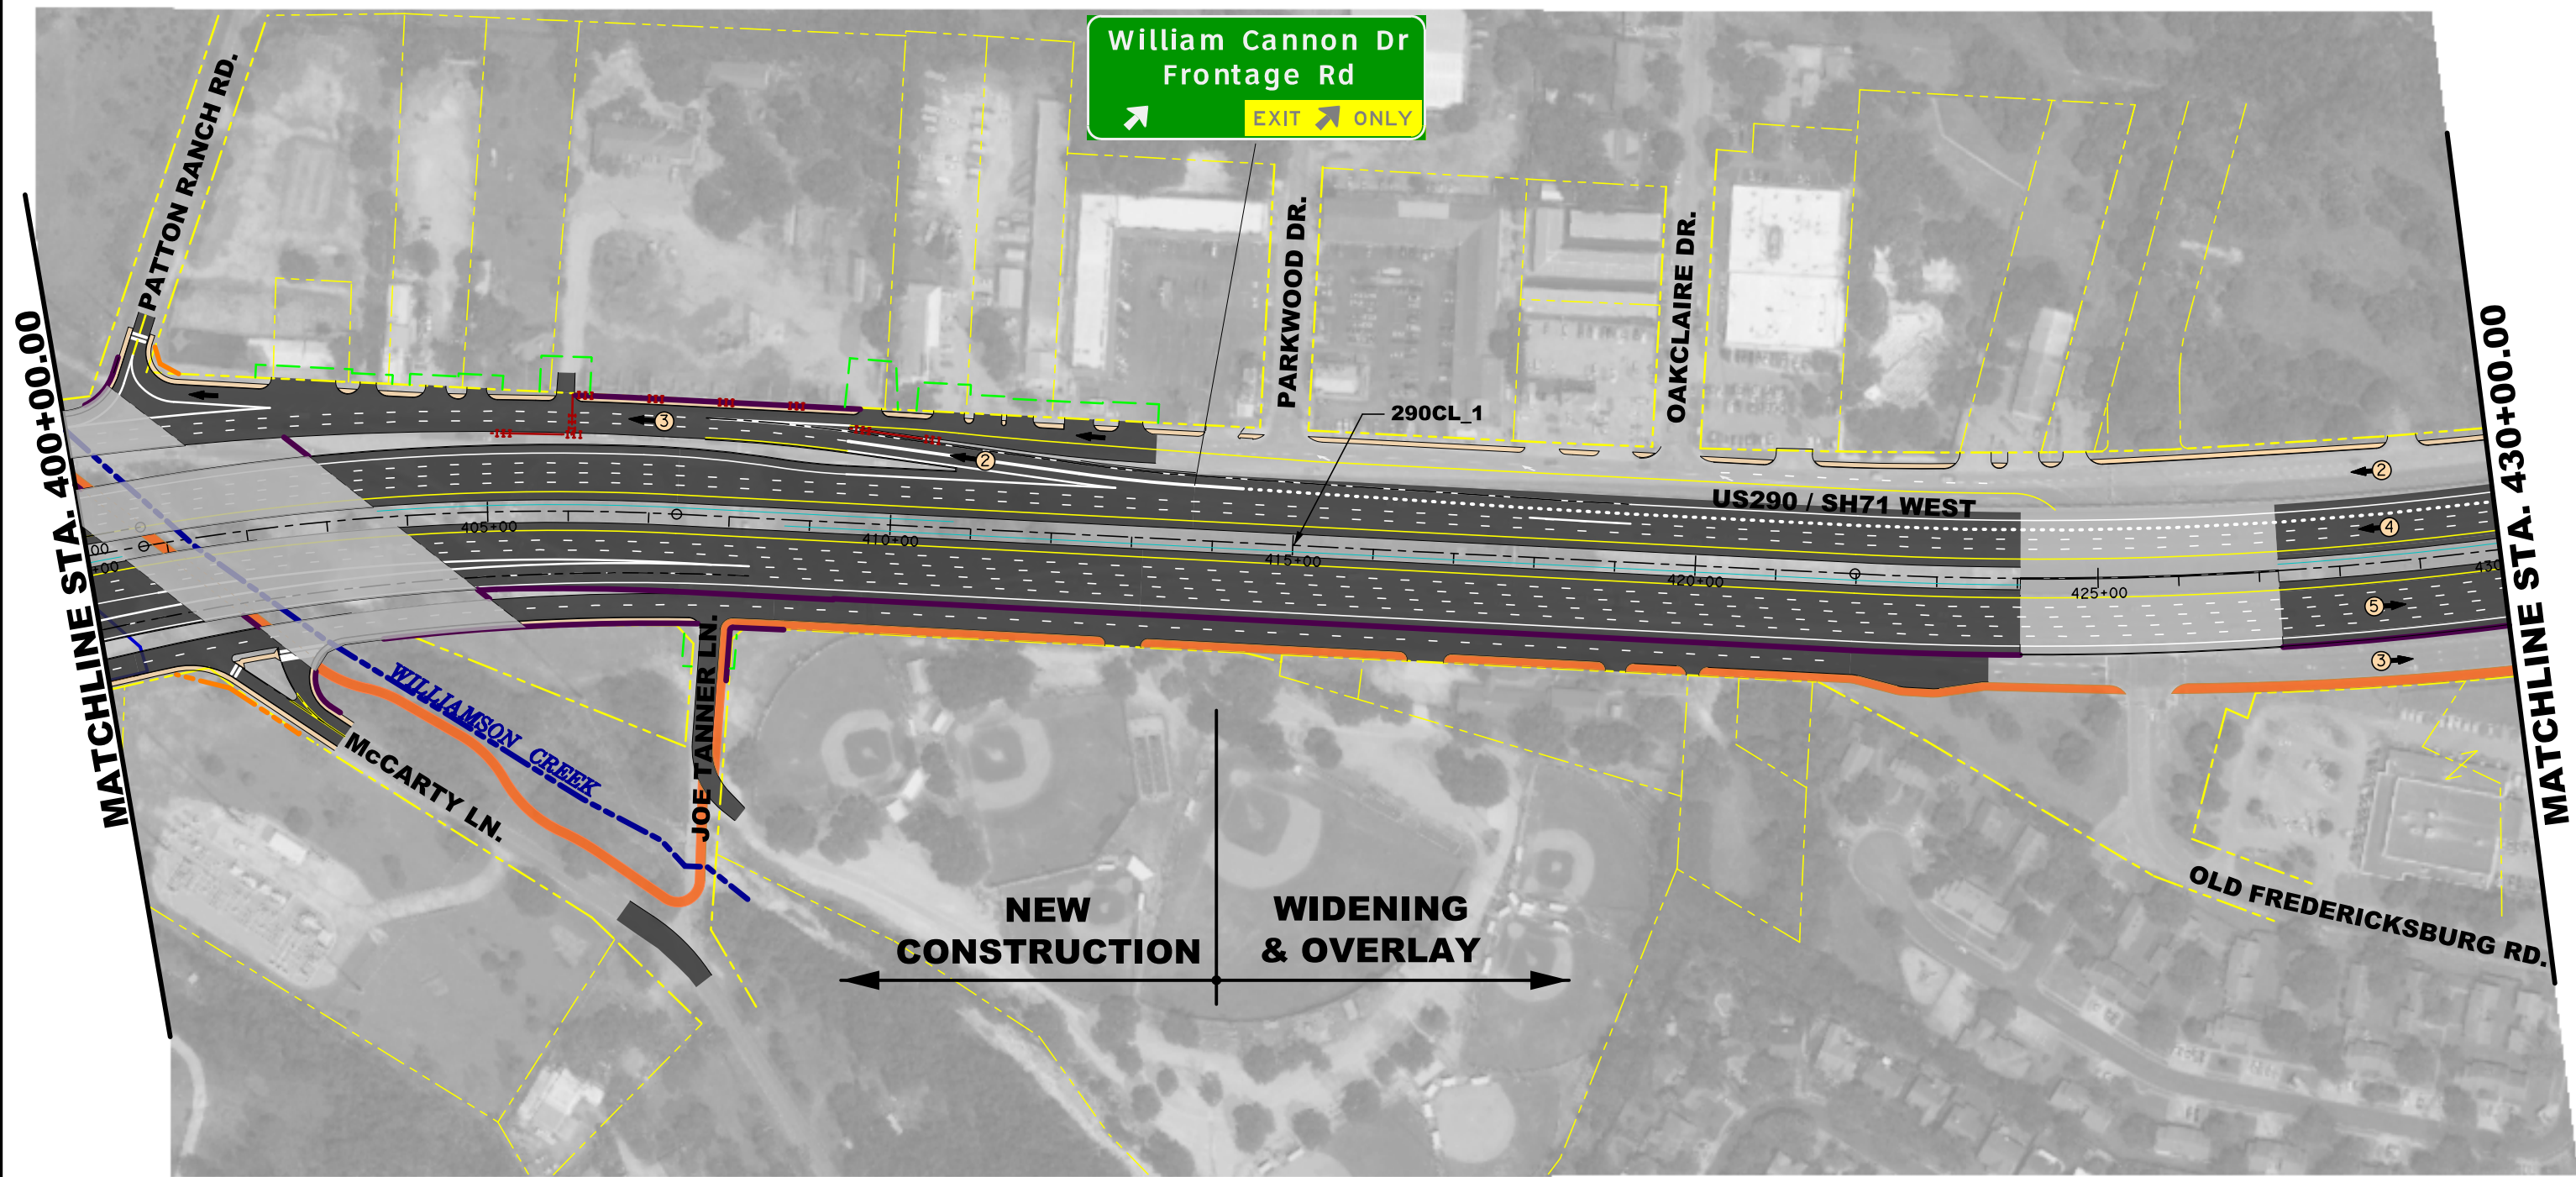 William Cannon Dr
Frontage Rd
EXIT ONLY
PATTON RANCH RD.
PARKWOOD DR.
OAKCLAIRE DR.
MATCHLINE STA. 400+00.00
MATCHLINE STA. 430+00.00
3
2
290CL_1
US290 / SH71 WEST
2
4
5
3
00
+00
405+00
410+00
415+00
420+00
425+00
430
WILLIAMSON CREEK
McCARTY LN.
JOE TANNER LN.
OLD FREDERICKSBURG RD.
NEW
CONSTRUCTION
WIDENING
& OVERLAY